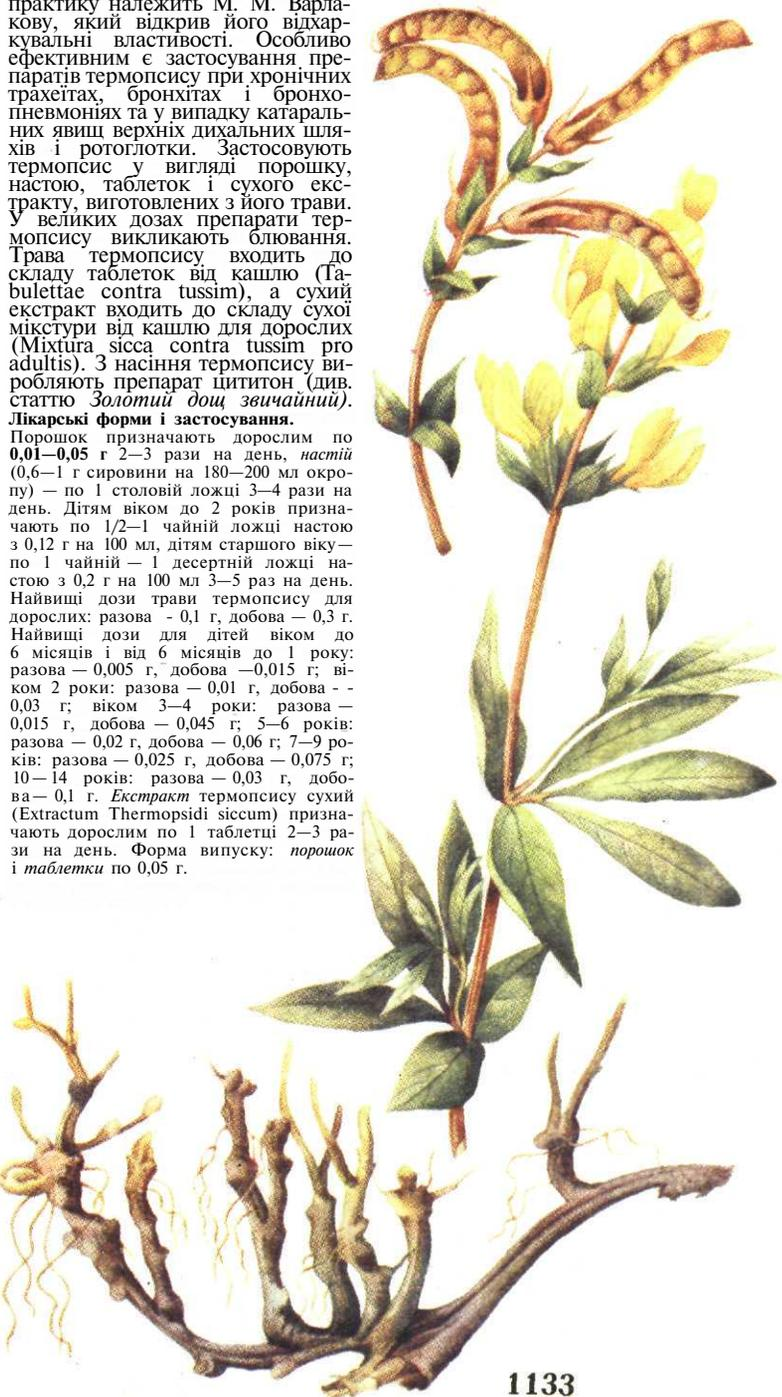 практику належить М. М. Варла-
кову, який відкрив його відхар-
кувальні властивості. Особливо
ефективним є застосування пре-
паратів термопсису при хронічних
трахеїтах, бронхітах і бронхо-
пневмоніях та у випадку катараль-
них явищ верхніх дихальних шля-
хів і ротоглотки. Застосовують
термопсис у вигляді порошку,
настою, таблеток і сухого екс-
тракту, виготовлених з його трави.
У великих дозах препарати тер-
мопсису викликають блювання.
Трава термопсису входить до
складу таблеток від кашлю (Ta-
bulettae contra tussim), а сухий
екстракт входить до складу сухої
мікстури від кашлю для дорослих
(Mixtura sicca contra tussim pro
adultis). З насіння термопсису ви-
робляють препарат цититон (див.
статтю Золотий дощ звичайний).
Лікарські форми і застосування.
Порошок призначають дорослим по
0,01—0,05 г 2—3 рази на день, настій
(0,6—1 г сировини на 180—200 мл окро-
пу) — по 1 столовій ложці 3—4 рази на
день. Дітям віком до 2 років призна-
чають по 1/2—1 чайній ложці настою
з 0,12 г на 100 мл, дітям старшого віку—
по 1 чайній — 1 десертній ложці на-
стою з 0,2 г на 100 мл 3—5 раз на день.
Найвищі дози трави термопсису для
дорослих: разова - 0,1 г, добова — 0,3 г.
Найвищі дози для дітей віком до
6 місяців і від 6 місяців до 1 року:
разова — 0,005 г, добова —0,015 г; ві-
ком 2 роки: разова — 0,01 г, добова - -
0,03 г; віком 3—4 роки: разова —
0,015 г, добова — 0,045 г; 5—6 років:
разова — 0,02 г, добова — 0,06 г; 7—9 ро-
ків: разова — 0,025 г, добова — 0,075 г;
10—14 років: разова — 0,03 г, добо-
ва— 0,1 г. Екстракт термопсису сухий
(Extractum Thermopsidi siccum) призна-
чають дорослим по 1 таблетці 2—3 ра-
зи на день. Форма випуску: порошок
і таблетки по 0,05 г.
1133